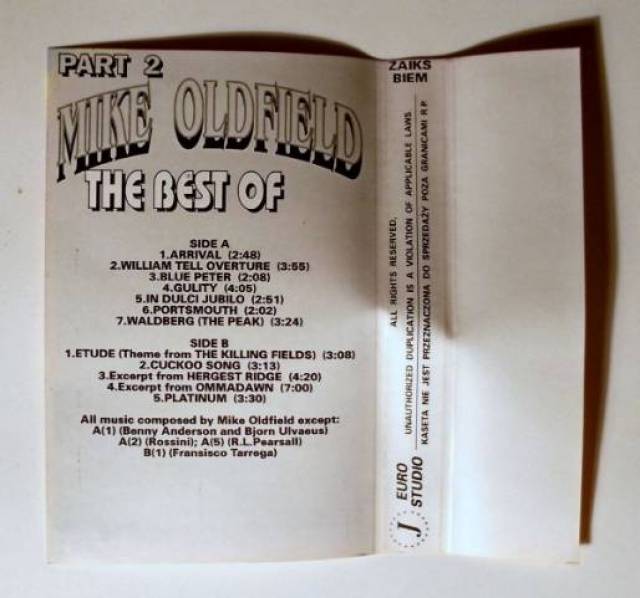 PART 2
MIKE OLDFIELD
THE BEST OF
SIDE A
1.ARRIVAL (2:48)
2.WILLIAM TELL OVERTURE (3:55)
3.BLUE PETER (2:08)
4.GULITY (4:05)
5.IN DULCI JUBILO (2:51)
6.PORTSMOUTH (2:02)
7.WALDBERG (THE PEAK) (3:24)
SIDE B
1.ETUDE (Theme from THE KILLING FIELDS) (3:08)
2.CUCKOO SONG (3:13)
3.Excerpt from HERGEST RIDGE (4:20)
4.Excerpt from OMMADAWN (7:00)
5.PLATINUM (3:30)
All music composed by Mike Oldfield except:
A(1) (Benny Anderson and Bjorn Ulvaeus)
A(2) (Rossini); A(5) (R.L.Pearsall)
B(1) (Fransisco Tarrega)
ZAIKS
BIEM
ALL RIGHTS RESERVED.
UNAUTHORIZED DUPLICATION IS A VIOLATION OF APPLICABLE LAWS
KASETA NIE JEST PRZEZNACZONA DO SPRZEDAŻY POZA GRANICAMI R.P.
J EURO
STUDIO